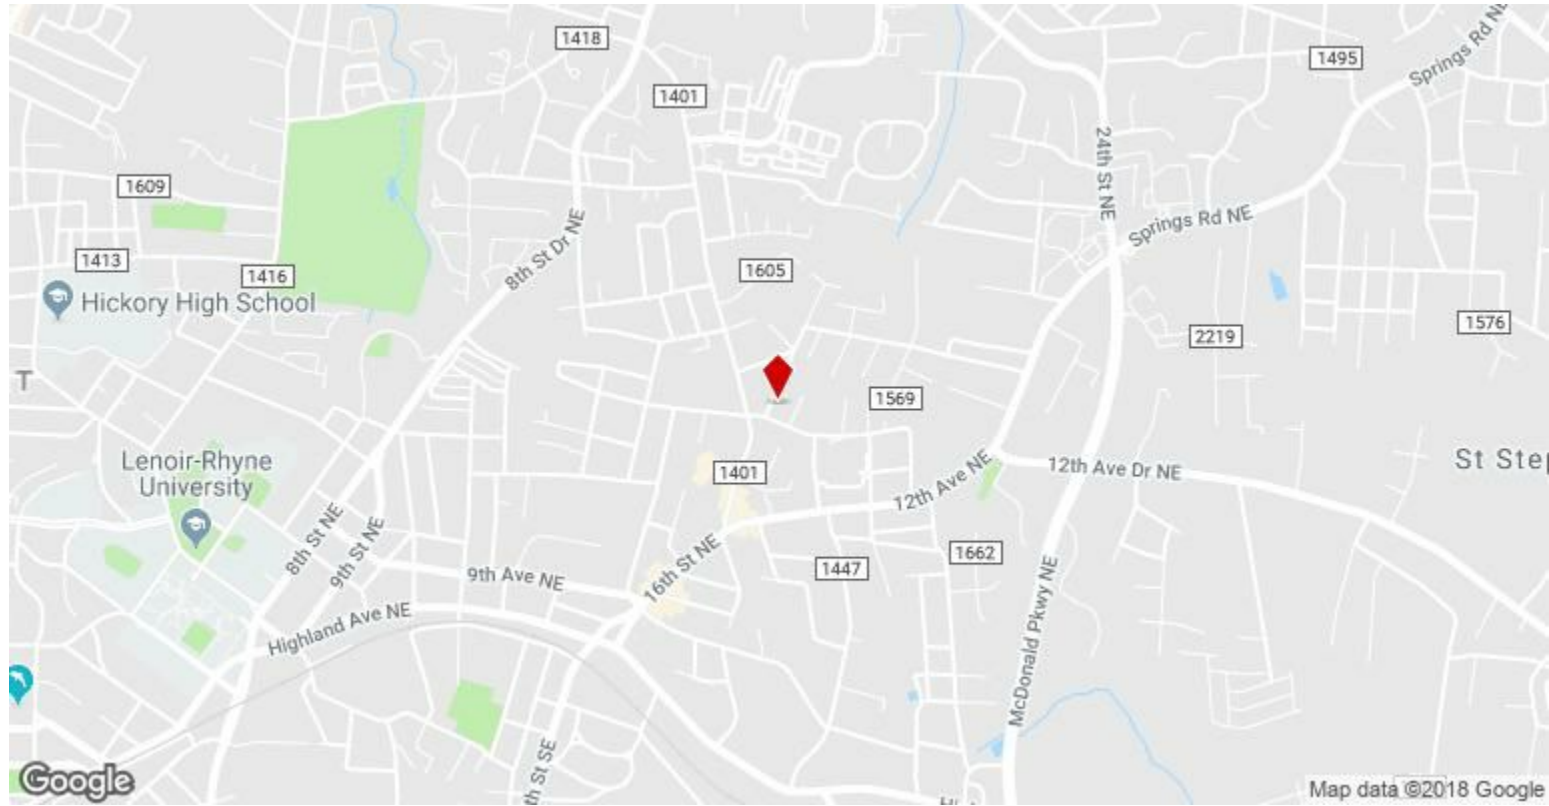 1418
1495
Springs Rd NE
1401
24th St NE
1609
8th St Dr NE
Springs Rd NE
1413
1416
1605
Hickory High School
1576
2219
T
1569
Lenoir-Rhyne
University
1401
12th Ave NE
12th Ave Dr NE
St Step
8th St NE
9th St NE
9th Ave NE
16th St NE
1447
1662
Highland Ave NE
McDonald Pkwy NE
th St SE
Google
Map data ©2018 Google